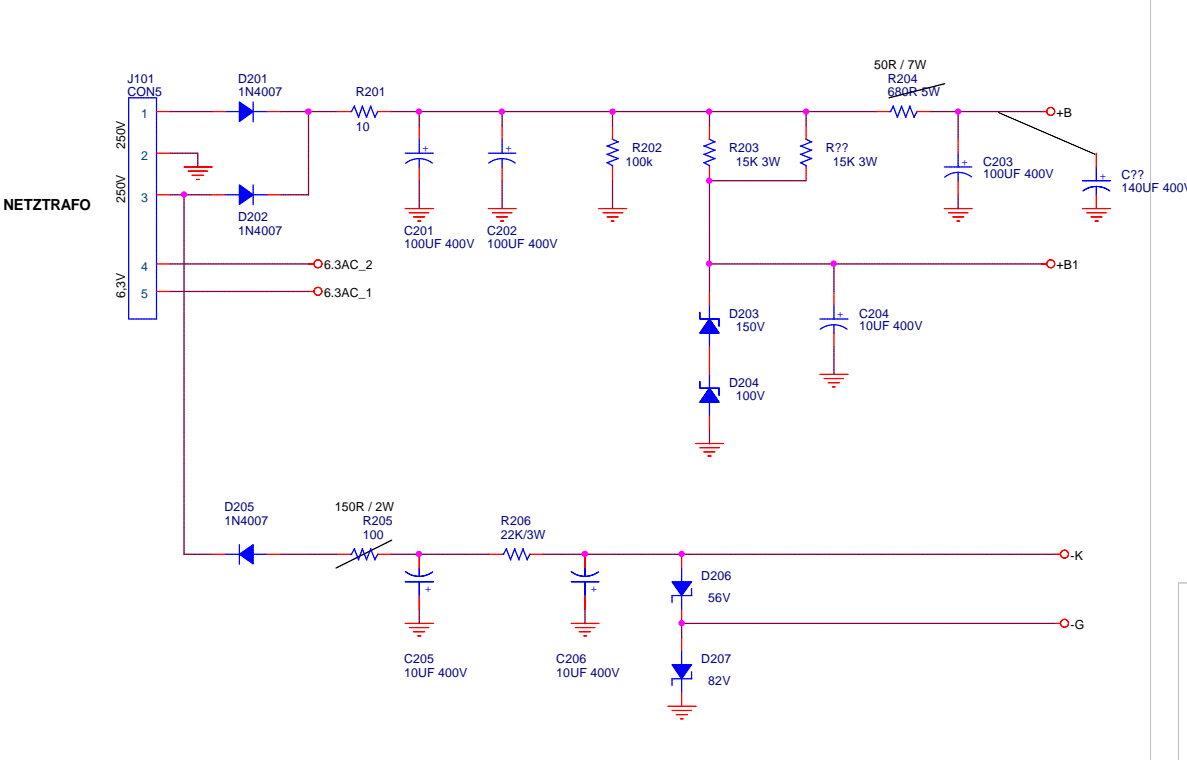 50R / 7W
J101
CON5
D201
1N4007
R201
R204
680R 5W
1
10
+B
250V
2
R202
100k
R203
15K 3W
R??
15K 3W
C203
100UF 400V
C??
140UF 400V
250V
3
NETZTRAFO
D202
1N4007
C201
100UF 400V
C202
100UF 400V
4
6.3AC_2
+B1
6,3V
5
6.3AC_1
D203
150V
C204
10UF 400V
D204
100V
D205
1N4007
150R / 2W
R205
100
R206
22K/3W
-K
D206
56V
-G
C205
10UF 400V
C206
10UF 400V
D207
82V